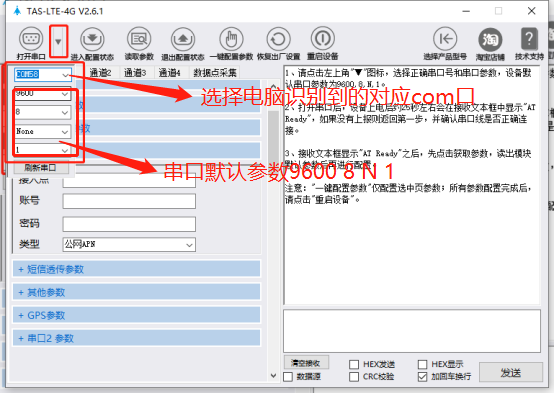 TAS-LTE-4G V2.6.1
打开串口 进入配置状态 读取参数 退出配置状态 一键配置参数 恢复出厂设置 重启设备 选择产品型号 淘宝店铺 技术支持
淘
COM58
通道2 通道3 通道4 数据点采集
9600
8
None
1
刷新串口
选择电脑识别到的对应com口
串口默认参数9600 8 N 1
接入点
账号
密码
类型 公网APN
+ 短信透传参数
+ 其他参数
+ GPS参数
+ 串口2 参数
1、请点击左上角"▼"图标，选择正确串口号和串口参数，设备默
认串口参数为9600,8,N,1。
2、打开串口后，设备上电后约25秒左右会在接收文本框中显示"AT
Ready"，如果没有上报则返回第一步，并确认串口线是否正确连
接。
3、接收文本框显示"AT Ready"之后，先点击获取参数，读出模块
默认参数后再进行配置。
注意："一键配置参数"仅配置选中页参数；所有参数配置完成后，
请点击"重启设备"。
清空接收 HEX发送 HEX显示
数据源 CRC校验 加回车换行
发送